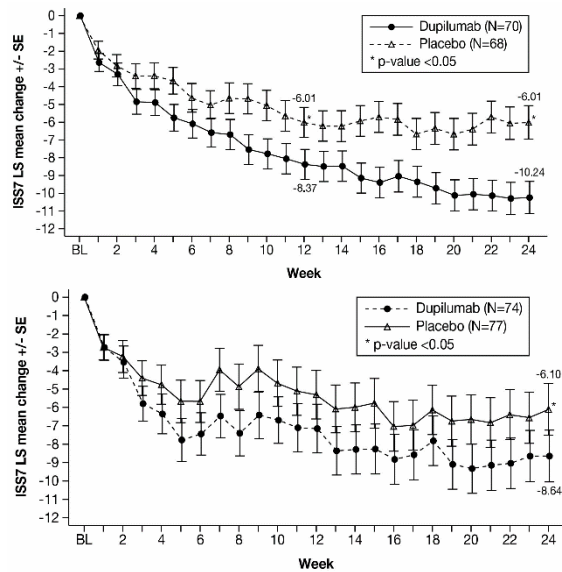 ISS7 LS mean change +/- SE
0
-1
-2
-3
-4
-5
-6
-7
-8
-9
-10
-11
-12
Dupilumab (N=70)
Placebo (N=68)
* p-value <0.05
-6.01
*
-8.37
-6.01
*
-10.24
BL 2 4 6 8 10 12 14 16 18 20 22 24
Week
ISS7 LS mean change +/- SE
0
-1
-2
-3
-4
-5
-6
-7
-8
-9
-10
-11
-12
Dupilumab (N=74)
Placebo (N=77)
* p-value <0.05
-6.10
*
-8.64
BL 2 4 6 8 10 12 14 16 18 20 22 24
Week